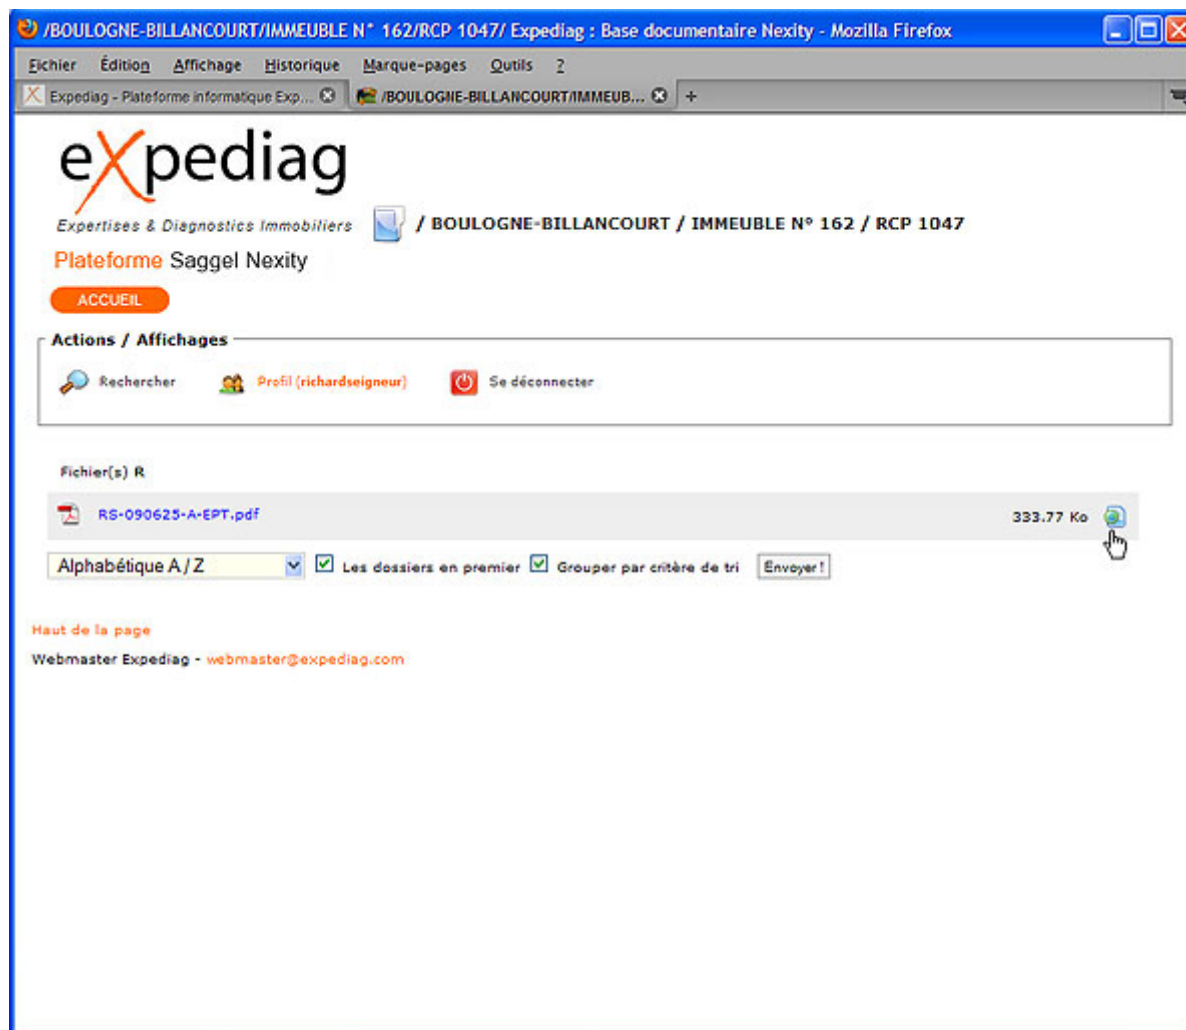 /BOULOGNE-BILLANCOURT/IMMEUBLE N° 162/RCP 1047/ Expediag : Base documentaire Nexity - Mozilla Firefox
Fichier Édition Affichage Historique Marque-pages Outils ?
Expediag - Plateforme informatique Exp... /BOULOGNE-BILLANCOURT/IMMEUB... +
eXpediag
Expertises & Diagnostics Immobiliers / BOULOGNE-BILLANCOURT / IMMEUBLE Nº 162 / RCP 1047
Plateforme Saggel Nexity
ACCUEIL
Actions / Affichages
Rechercher Profil (richardseigneur) Se déconnecter
Fichier(s) R
RS-090625-A-EPT.pdf 333.77 Ko
Alphabétique A / Z Les dossiers en premier Grouper par critère de tri Envoyer !
Haut de la page
Webmaster Expediag - webmaster@expediag.com